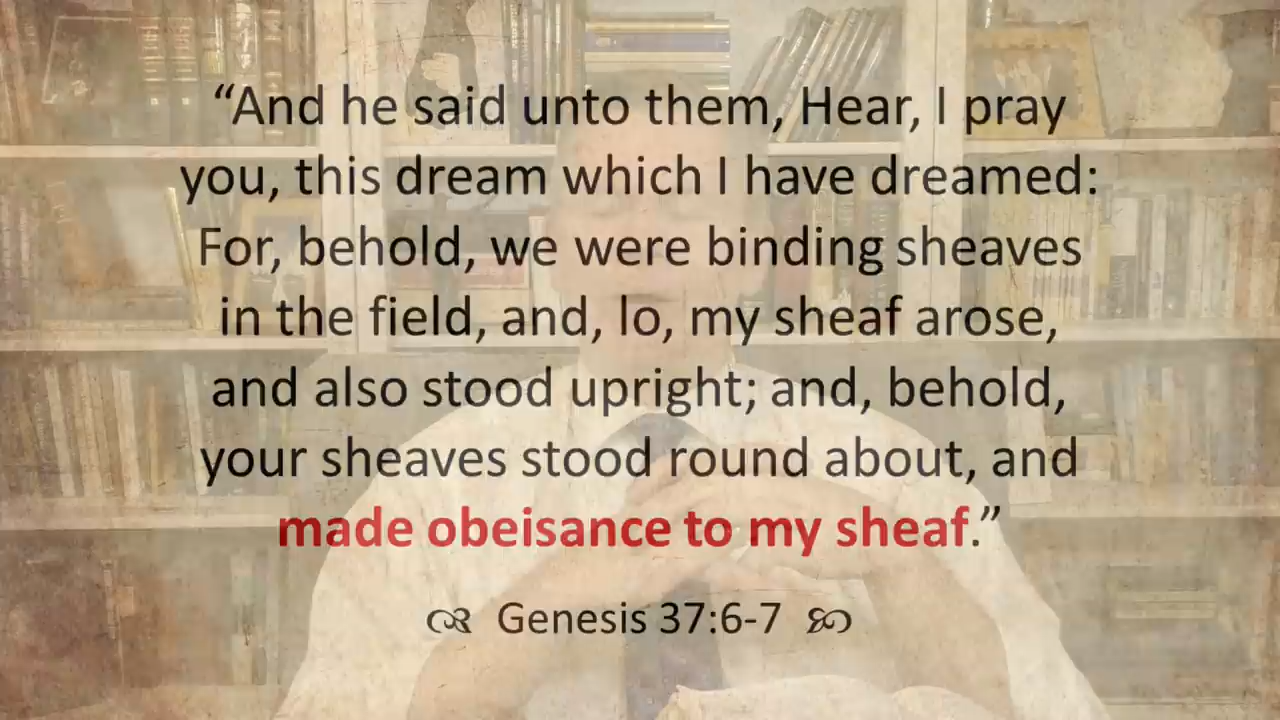 “And he said unto them, Hear, I pray
you, this dream which I have dreamed:
For, behold, we were binding sheaves
in the field, and, lo, my sheaf arose,
and also stood upright; and, behold,
your sheaves stood round about, and
made obeisance to my sheaf.”
Genesis 37:6-7